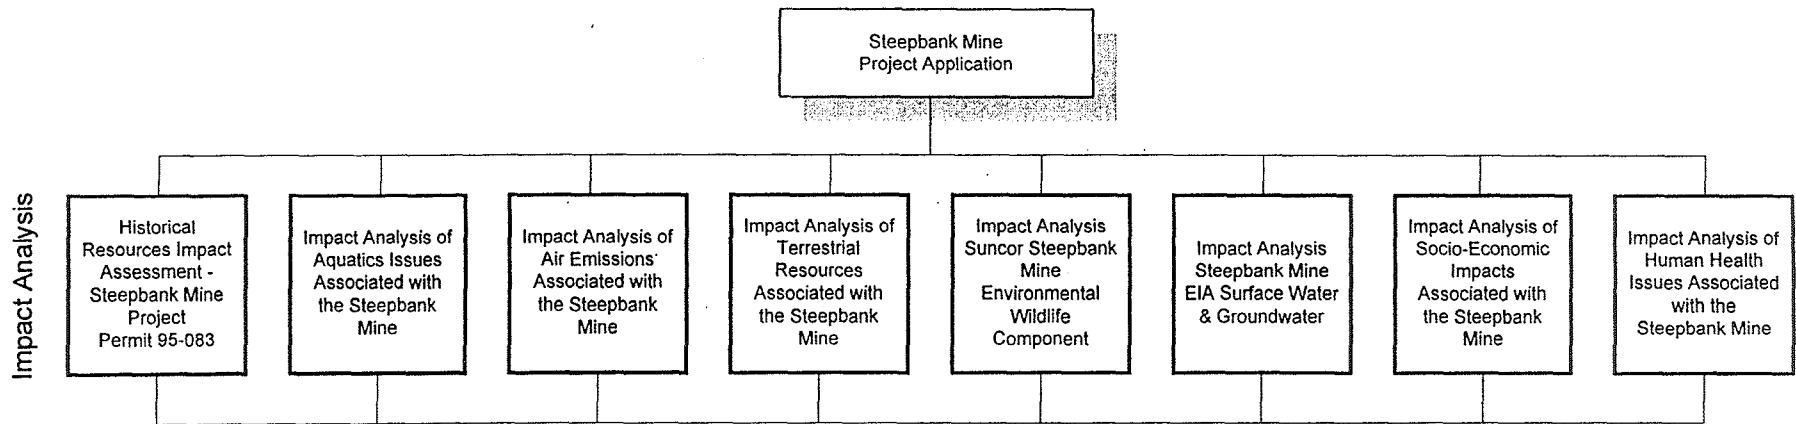 Steepbank Mine
Project Application
Impact Analysis
Historical
Resources Impact
Assessment -
Steepbank Mine
Project
Permit 95-083
Impact Analysis of
Aquatics Issues
Associated with
the Steepbank
Mine
Impact Analysis of
Air Emissions
Associated with
the Steepbank
Mine
Impact Analysis of
Terrestrial
Resources
Associated with
the Steepbank
Mine
Impact Analysis
Suncor Steepbank
Mine
Environmental
Wildlife
Component
Impact Analysis
Steepbank Mine
EIA Surface Water
& Groundwater
Impact Analysis of
Socio-Economic
Impacts
Associated with
the Steepbank
Mine
Impact Analysis of
Human Health
Issues Associated
with the
Steepbank Mine